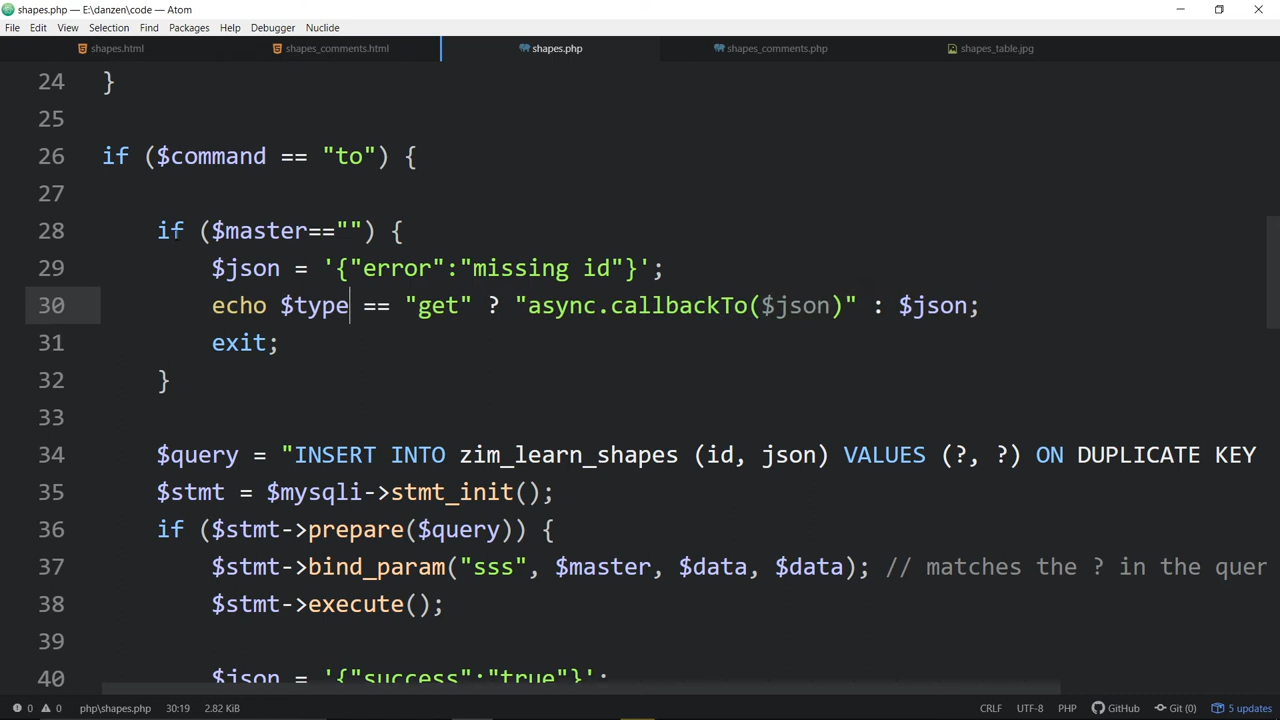 shapes.php — E:\danzen\code — Atom
File Edit View Selection Find Packages Help Debugger Nuclide
shapes.html shapes_comments.html shapes.php shapes_comments.php shapes_table.jpg
24 }
25
26 if ($command == "to") {
27
28 if ($master=="") {
29 $json = '{"error":"missing id"}';
30 echo $type == "get" ? "async.callbackTo($json)" : $json;
31 exit;
32 }
33
34 $query = "INSERT INTO zim_learn_shapes (id, json) VALUES (?, ?) ON DUPLICATE KEY
35 $stmt = $mysqli->stmt_init();
36 if ($stmt->prepare($query)) {
37 $stmt->bind_param("sss", $master, $data, $data); // matches the ? in the quer
38 $stmt->execute();
39
40 $json = '{"success":"true"}';
0 0 php\shapes.php 30:19 2.82 KiB CRLF UTF-8 PHP GitHub Git (0) 5 updates